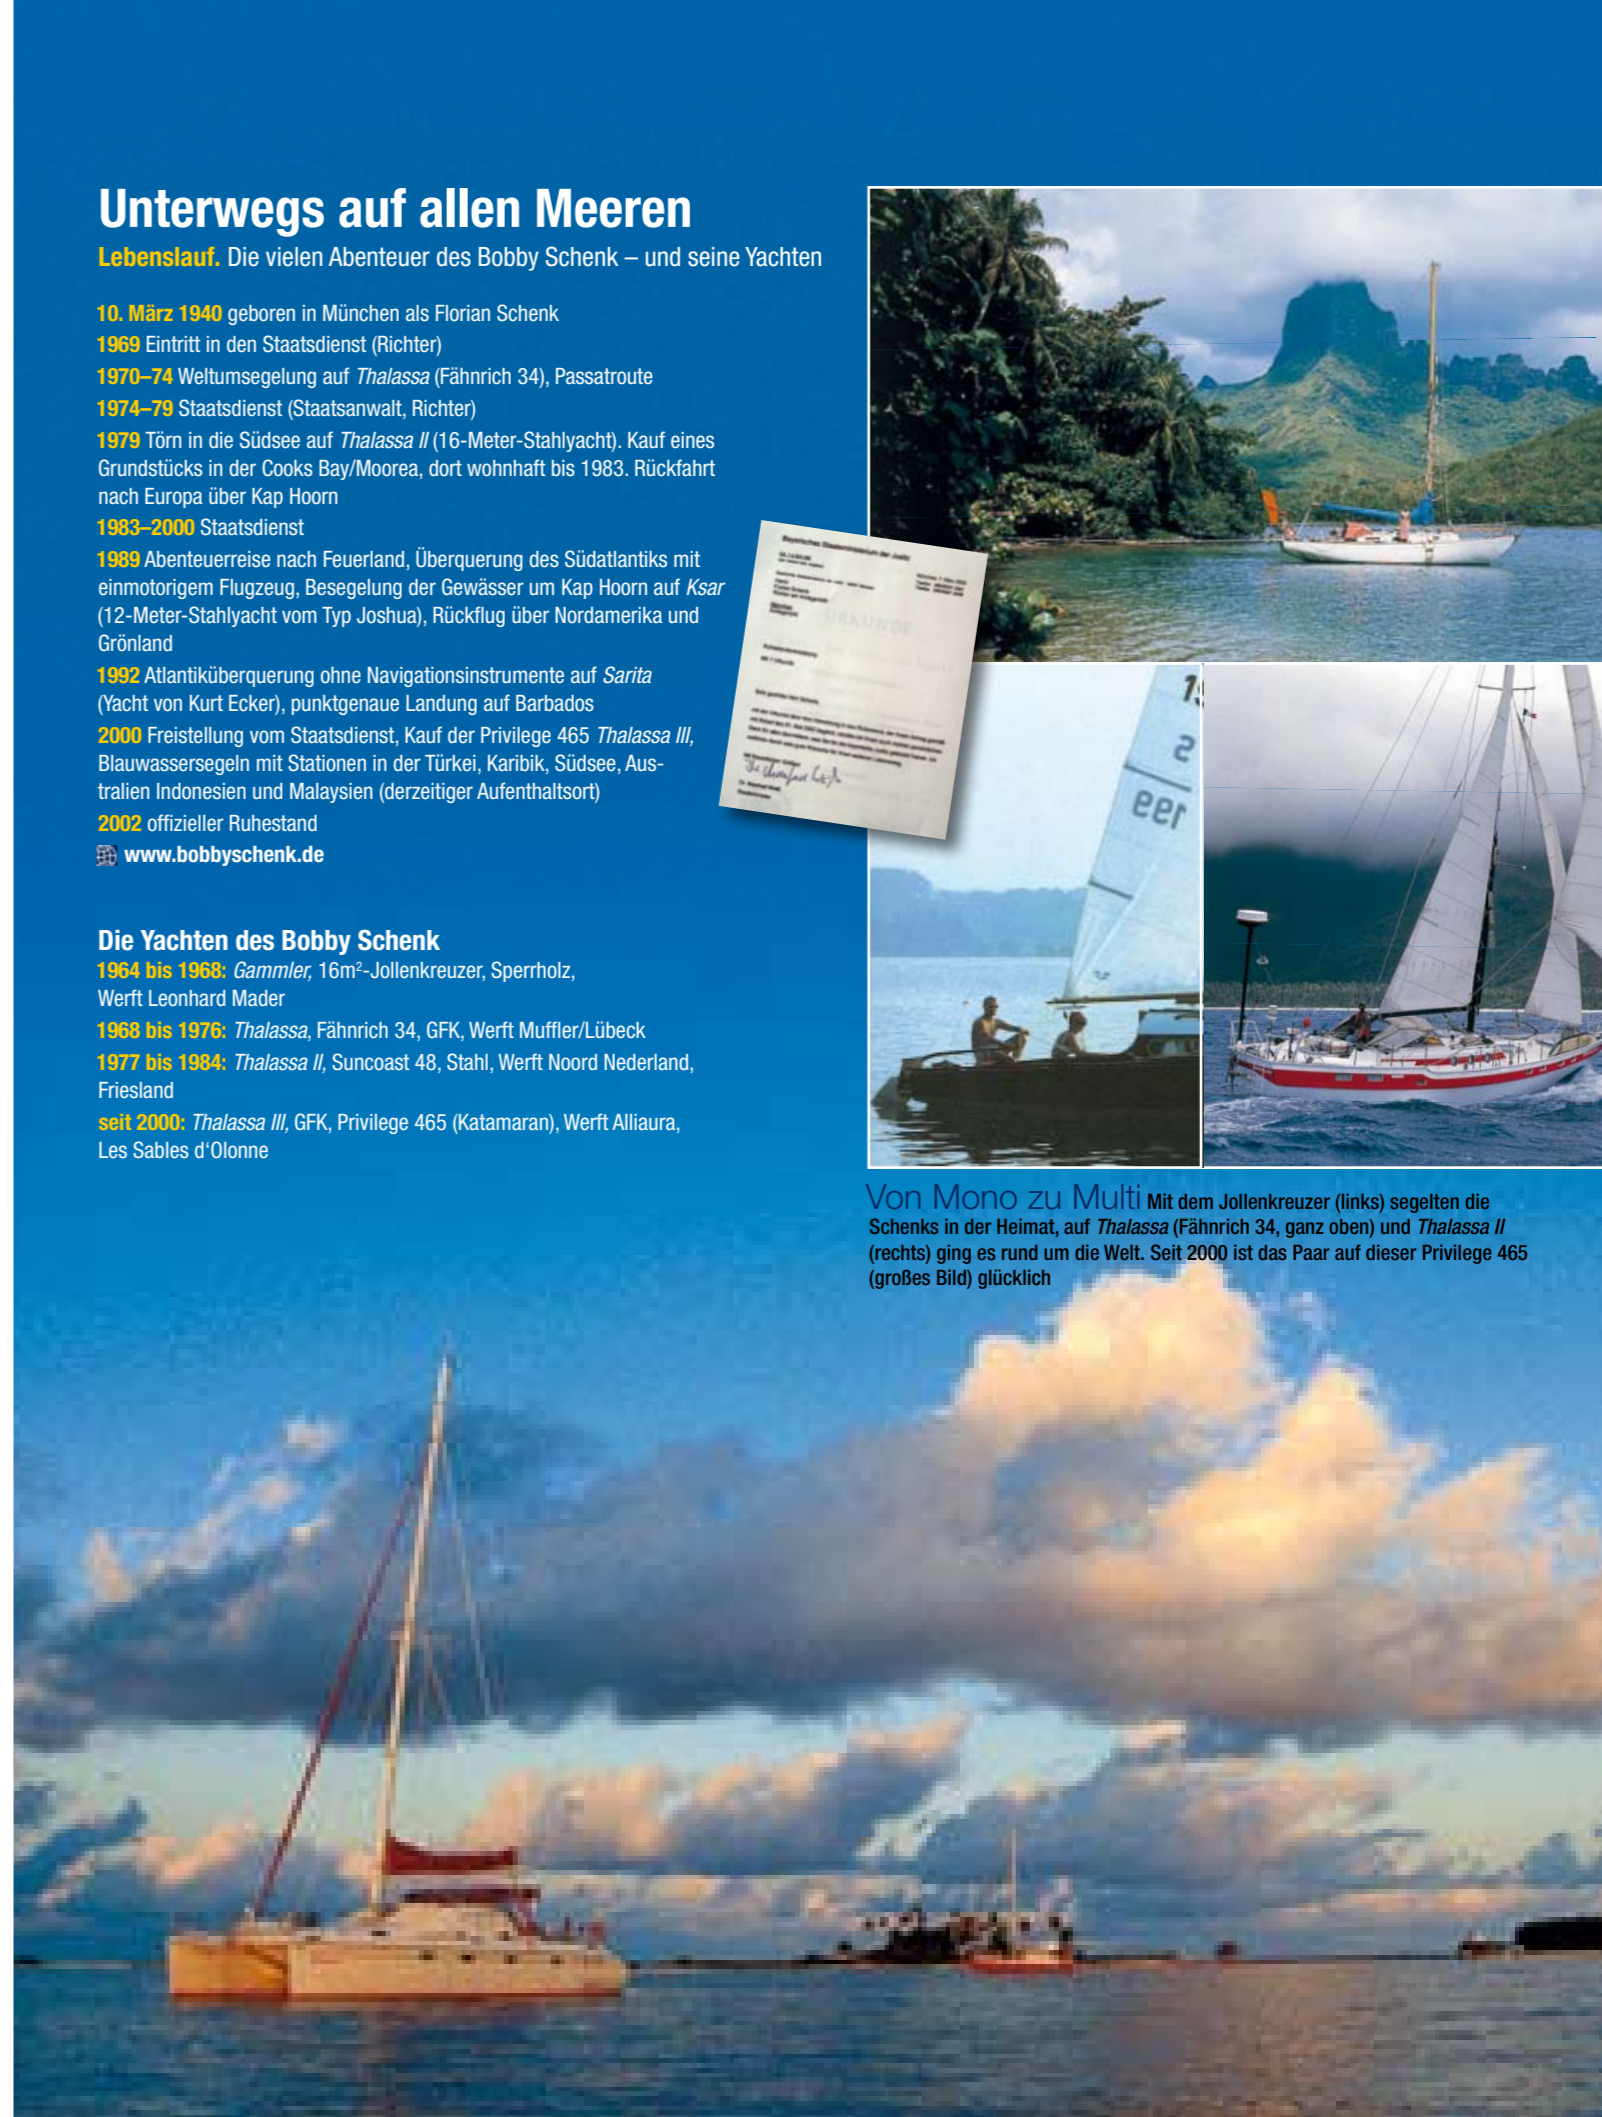 Unterwegs auf allen Meeren
Lebenslauf. Die vielen Abenteuer des Bobby Schenk – und seine Yachten
10. März 1940 geboren in München als Florian Schenk
1969 Eintritt in den Staatsdienst (Richter)
1970–74 Weltumsegelung auf Thalassa (Fähnrich 34), Passatroute
1974–79 Staatsdienst (Staatsanwalt, Richter)
1979 Törn in die Südsee auf Thalassa II (16-Meter-Stahlyacht). Kauf eines
Grundstücks in der Cooks Bay/Moorea, dort wohnhaft bis 1983. Rückfahrt
nach Europa über Kap Hoorn
1983–2000 Staatsdienst
1989 Abenteuerreise nach Feuerland, Überquerung des Südatlantiks mit
einmotorigem Flugzeug, Besegelung der Gewässer um Kap Hoorn auf Ksar
(12-Meter-Stahlyacht vom Typ Joshua), Rückflug über Nordamerika und
Grönland
1992 Atlantiküberquerung ohne Navigationsinstrumente auf Sarita
(Yacht von Kurt Ecker), punktgenaue Landung auf Barbados
2000 Freistellung vom Staatsdienst, Kauf der Privilege 465 Thalassa III,
Blauwassersegeln mit Stationen in der Türkei, Karibik, Südsee, Aus-
tralien Indonesien und Malaysien (derzeitiger Aufenthaltsort)
2002 offizieller Ruhestand
www.bobbyschenk.de
Die Yachten des Bobby Schenk
1964 bis 1968: Gammler, 16m²-Jollenkreuzer, Sperrholz,
Werft Leonhard Mader
1968 bis 1976: Thalassa, Fähnrich 34, GFK, Werft Muffler/Lübeck
1977 bis 1984: Thalassa II, Suncoast 48, Stahl, Werft Noord Nederland,
Friesland
seit 2000: Thalassa III, GFK, Privilege 465 (Katamaran), Werft Alliaura,
Les Sables d‘Olonne
Bayerisches Staatsministerium der Justiz
URKUNDE
Von Mono zu Multi Mit dem Jollenkreuzer (links) segelten die
Schenks in der Heimat, auf Thalassa (Fähnrich 34, ganz oben) und Thalassa II
(rechts) ging es rund um die Welt. Seit 2000 ist das Paar auf dieser Privilege 465
(großes Bild) glücklich